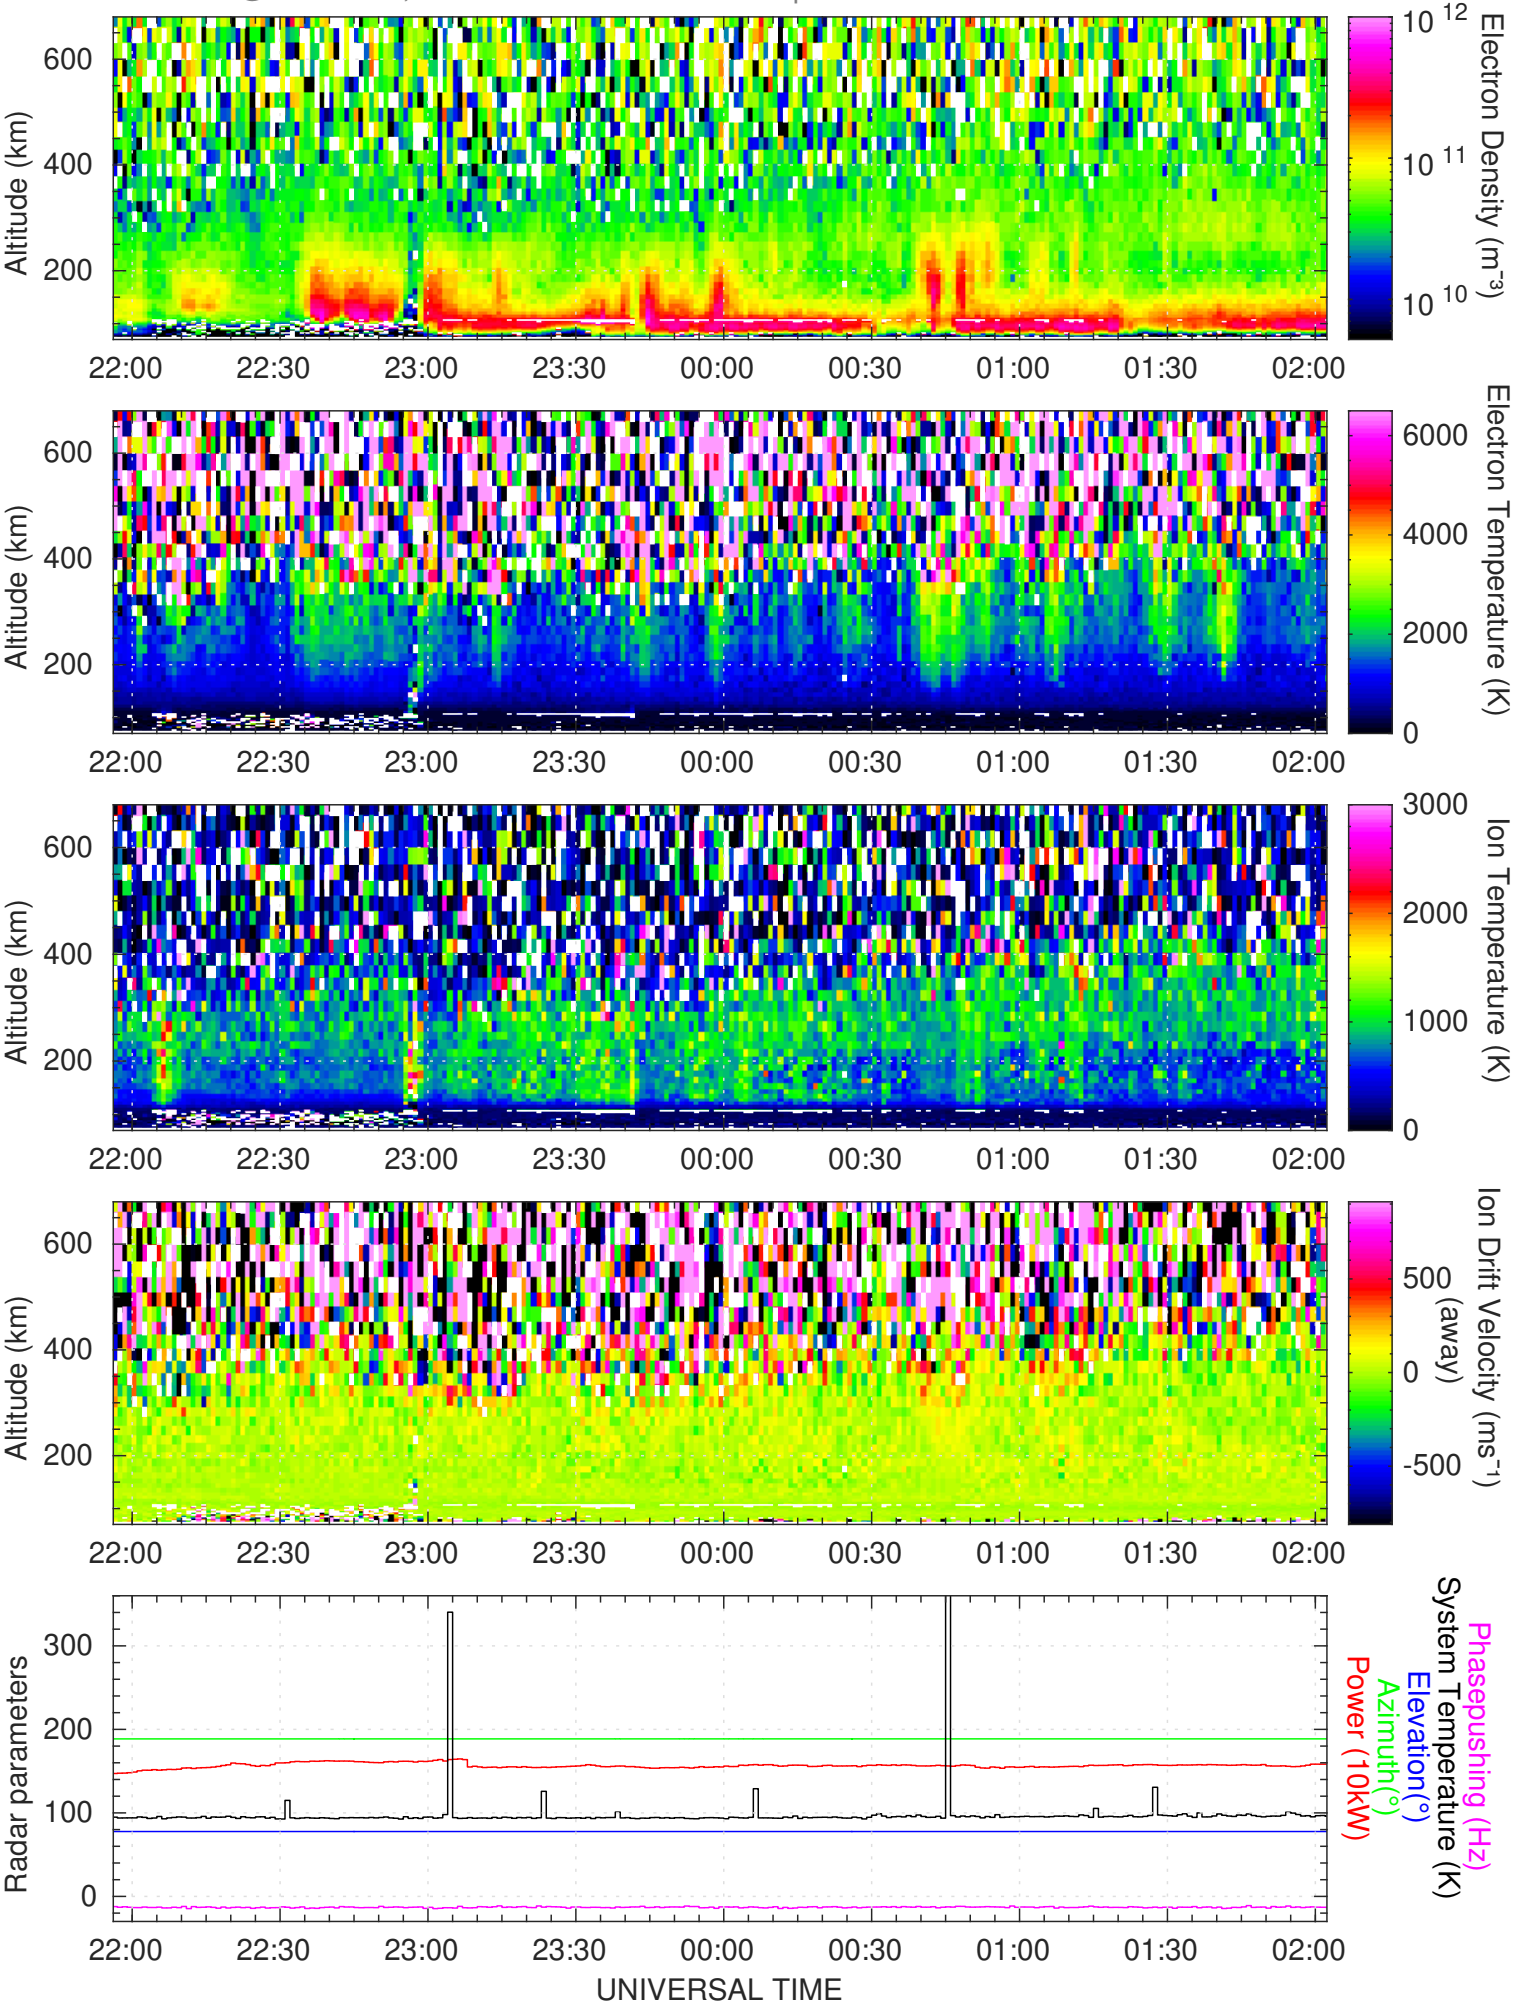 600
400
200
Altitude (km)
22:00 22:30 23:00 23:30 00:00 00:30 01:00 01:30 02:00
10 12
10 11
10 10
Electron Density (m⁻³)
600
400
200
Altitude (km)
22:00 22:30 23:00 23:30 00:00 00:30 01:00 01:30 02:00
6000
4000
2000
0
Electron Temperature (K)
600
400
200
Altitude (km)
22:00 22:30 23:00 23:30 00:00 00:30 01:00 01:30 02:00
3000
2000
1000
0
Ion Temperature (K)
600
400
200
Altitude (km)
22:00 22:30 23:00 23:30 00:00 00:30 01:00 01:30 02:00
500
0
-500
Ion Drift Velocity (ms⁻¹)
(away)
300
200
100
0
Radar parameters
22:00 22:30 23:00 23:30 00:00 00:30 01:00 01:30 02:00
UNIVERSAL TIME
Phasepushing (Hz)
System Temperature (K)
Elevation(°)
Azimuth(°)
Power (10kW)